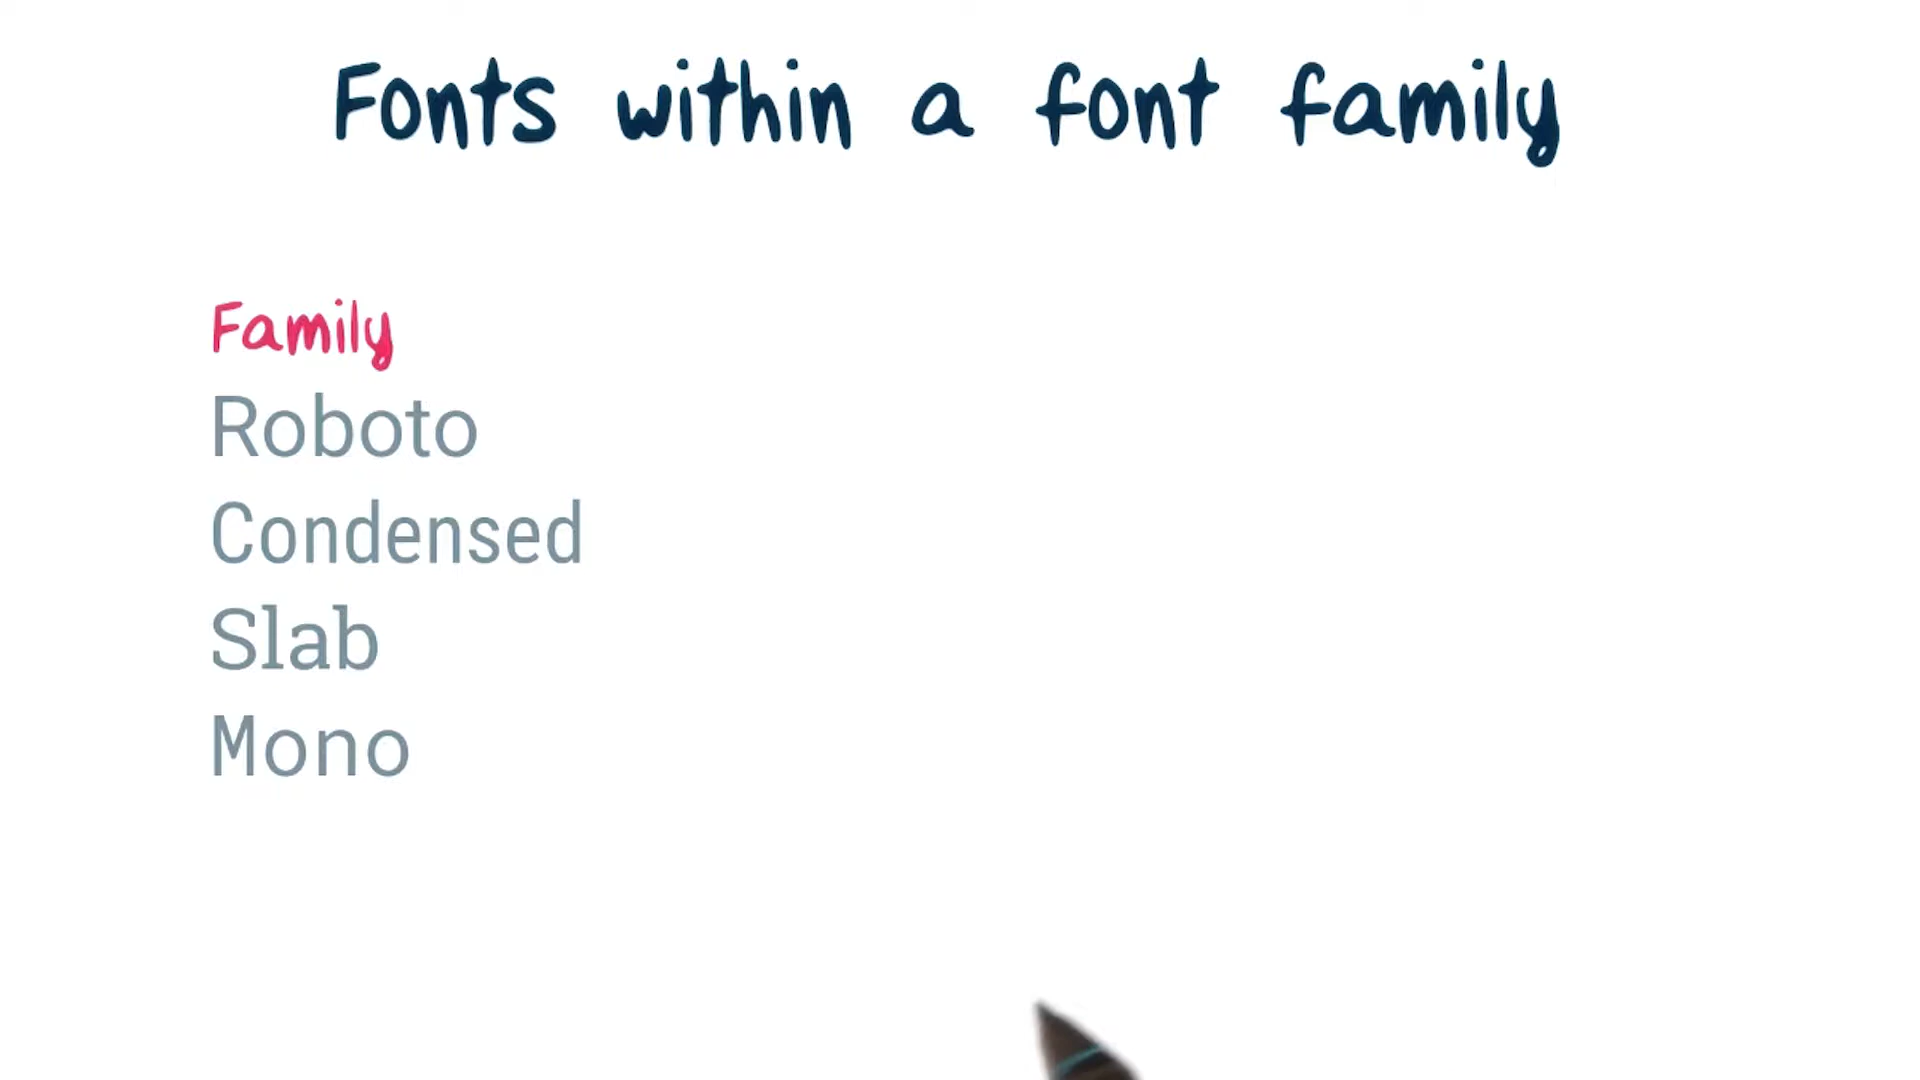 Fonts within a font family
Family
Roboto
Condensed
Slab
Mono